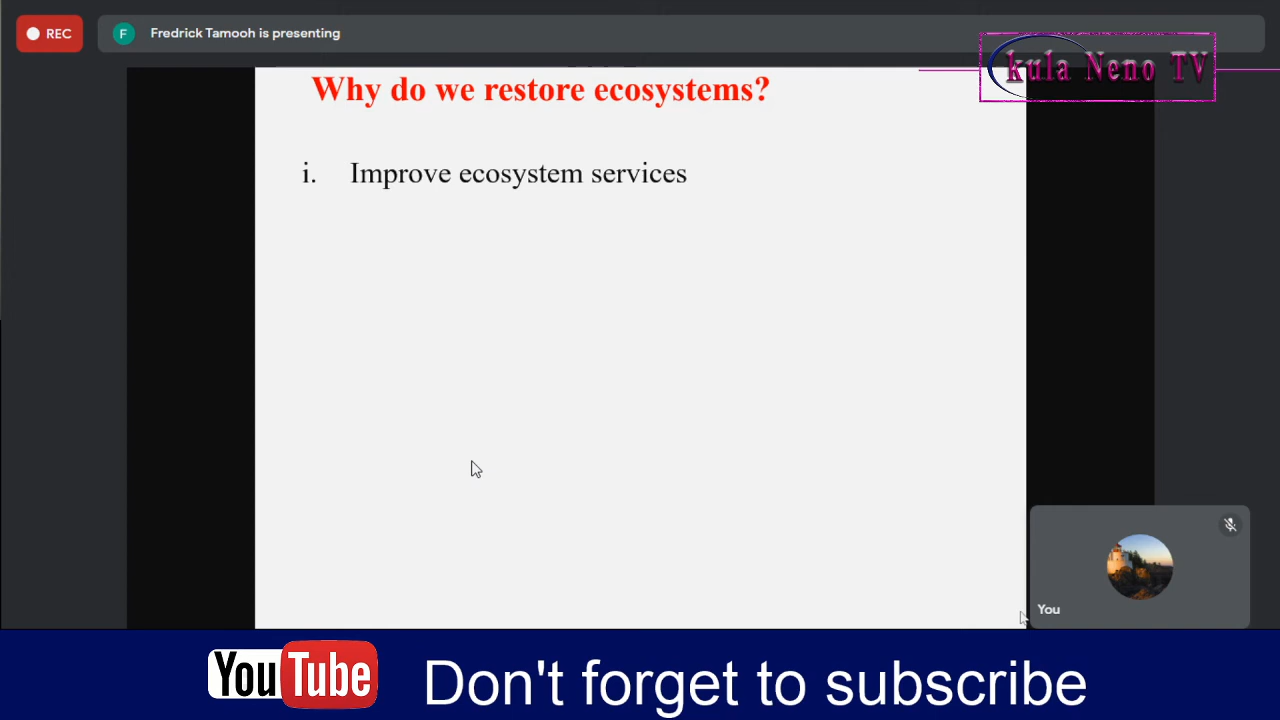 REC
F
Fredrick Tamooh is presenting
kula Neno TV
Why do we restore ecosystems?
i. Improve ecosystem services
You
YouTube
Don't forget to subscribe